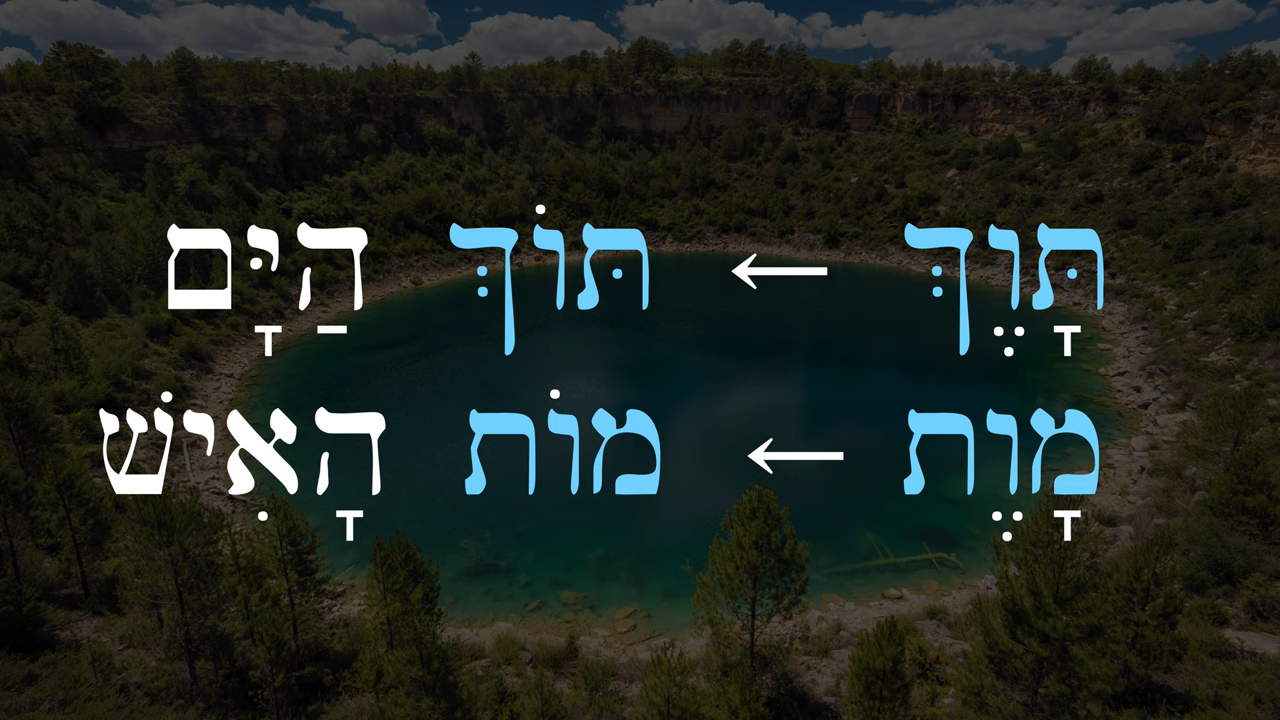 תָּוֶךְ ← תּוֹךְ הַיָּם
מָוֶת ← מוֹת הָאִישׁ